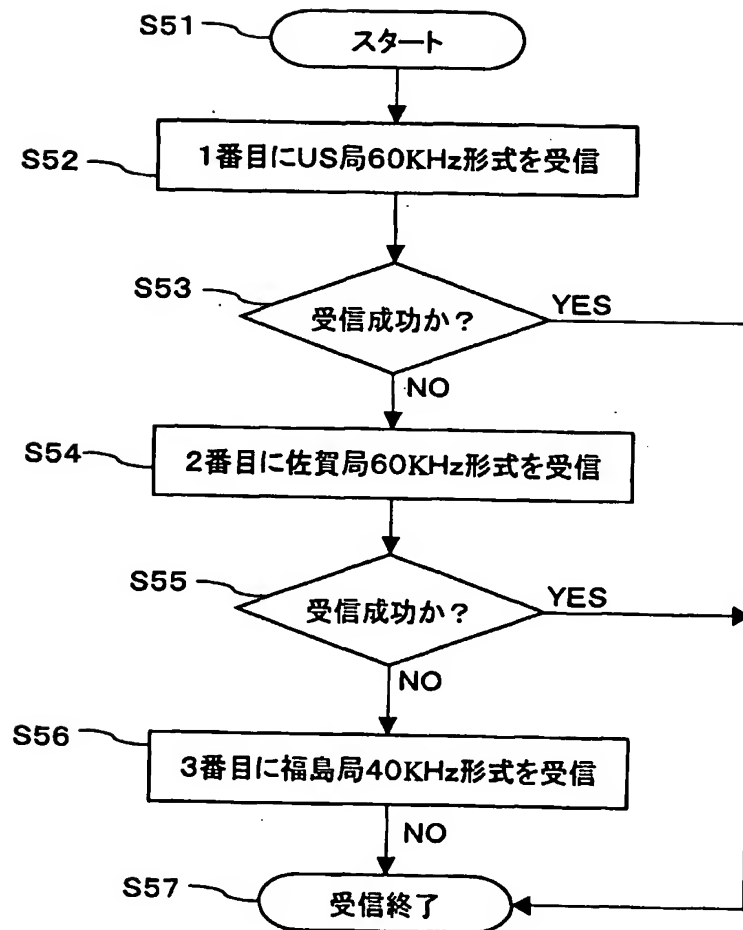 S51
スタート
S52
1番目にUS局60KHz形式を受信
S53
受信成功か?
YES
NO
S54
2番目に佐賀局60KHz形式を受信
S55
受信成功か?
YES
NO
S56
3番目に福島局40KHz形式を受信
NO
S57
受信終了